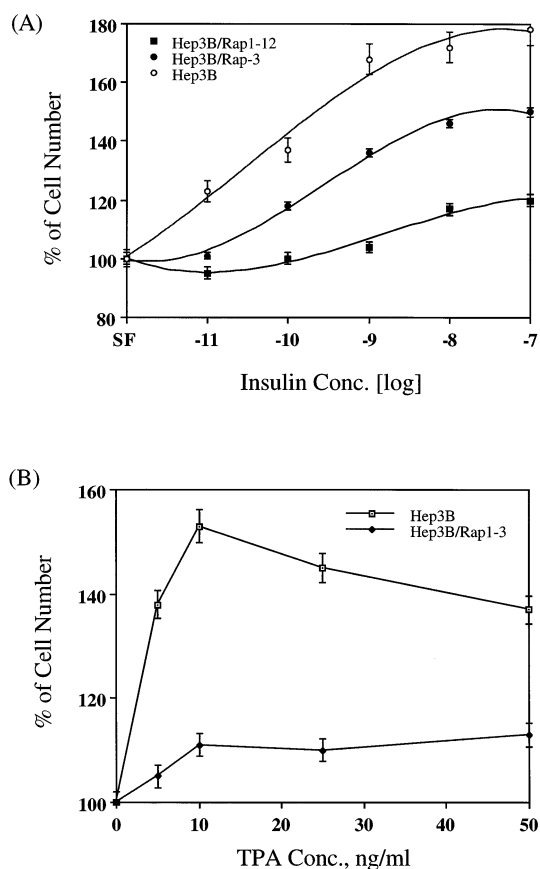 (A)
180
160
140
120
100
80
% of Cell Number
Hep3B/Rap1-12
Hep3B/Rap-3
Hep3B
SF -11 -10 -9 -8 -7
Insulin Conc. [log]
(B)
160
140
120
100
% of Cell Number
Hep3B
Hep3B/Rap1-3
0 10 20 30 40 50
TPA Conc., ng/ml